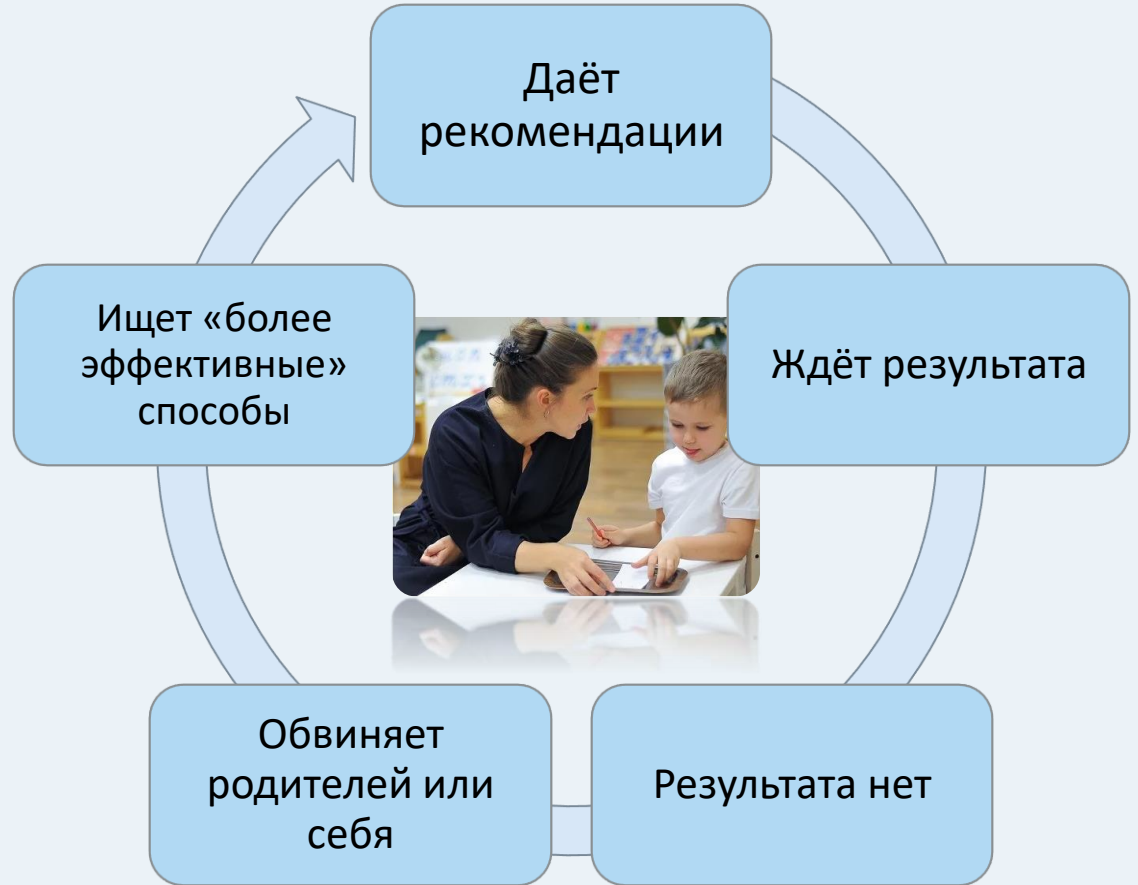 Даёт
рекомендации
Ждёт результата
Результата нет
Обвиняет
родителей или
себя
Ищет «более
эффективные»
способы